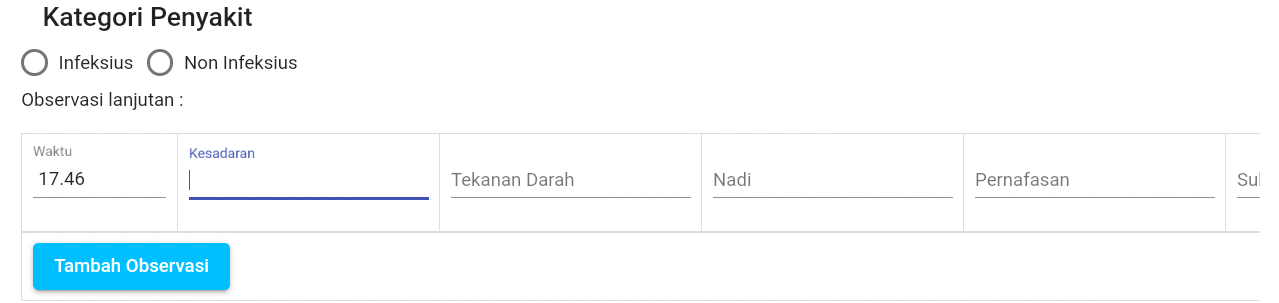 Kategori Penyakit
Infeksius Non Infeksius
Observasi lanjutan :
Waktu Kesadaran
17.46 Tekanan Darah Nadi Pernafasan
Tambah Observasi